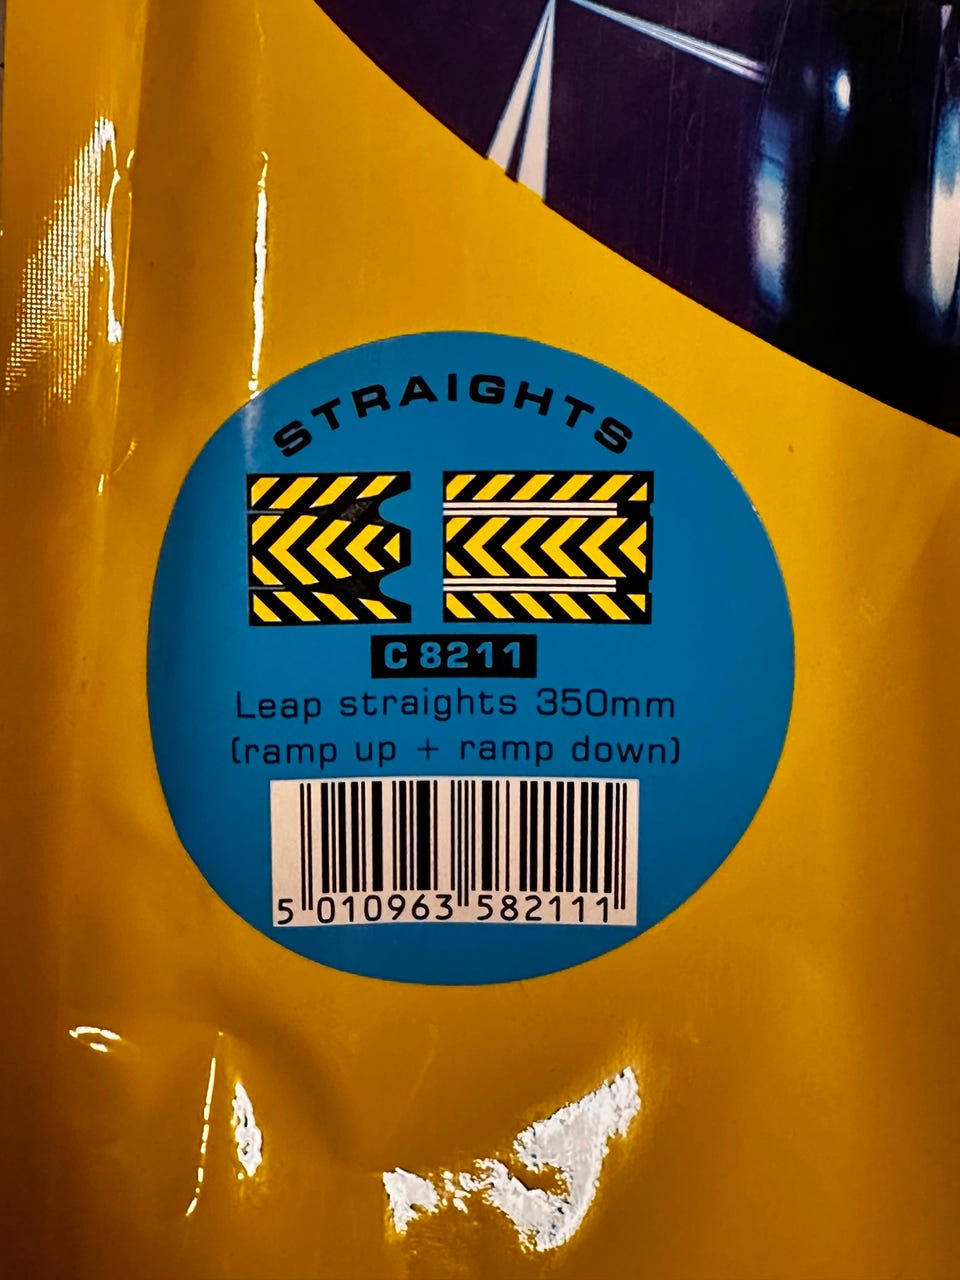 STRAIGHTS
C 8211
Leap straights 350mm
(ramp up + ramp down)
5 010963 582111